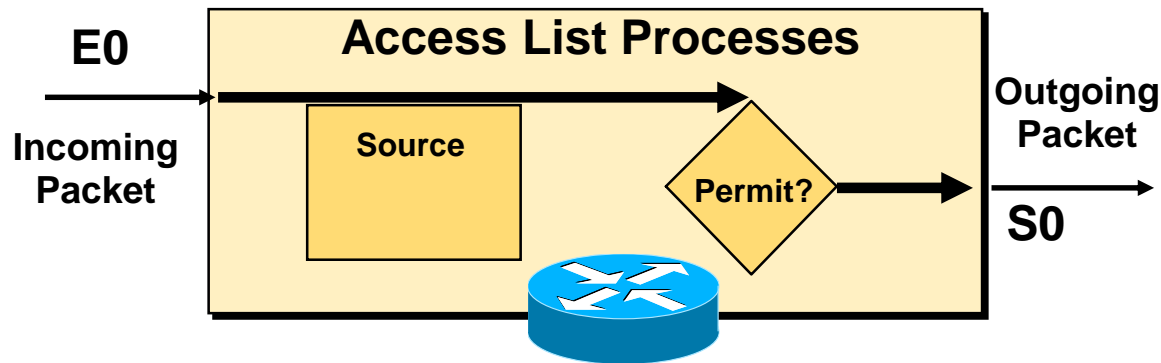 Access List Processes
E0
Incoming
Packet
Source
Permit?
Outgoing
Packet
S0